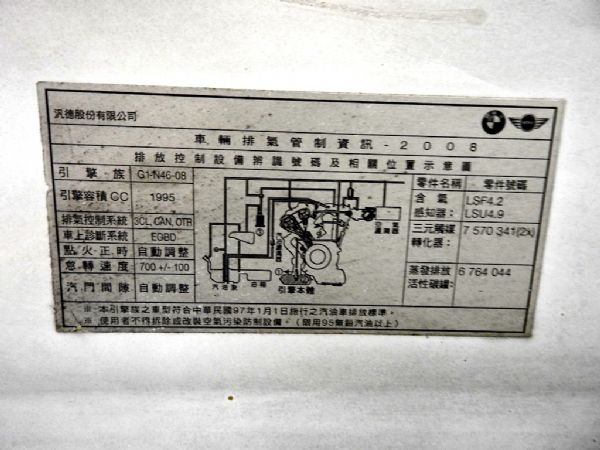 汎德股份有限公司
車輛排氣管制資訊-2008
排放控制設備辨識號碼及相關位置示意圖
引擎族 G1-N46-08
引擎容積CC 1995
排氣控制系統 3CL, CAN, OTH
車上診斷系統 EOBD
點火正時 自動調整
怠轉速度 700 +/-100
汽門間隙 自動調整
引擎本體
零件名稱 零件號碼
含氧 LSF4.2
感知器: LSU4.9
三元觸媒 7 570 341(2x)
轉化器:
蒸發排放 6 764 044
活性碳罐:
※ 本引擎族之車型符合中華民國97年1月1日施行之汽油車排放標準。
※ 使用者不得拆除或改裝空氣污染防制設備。(限用95無鉛汽油以上)